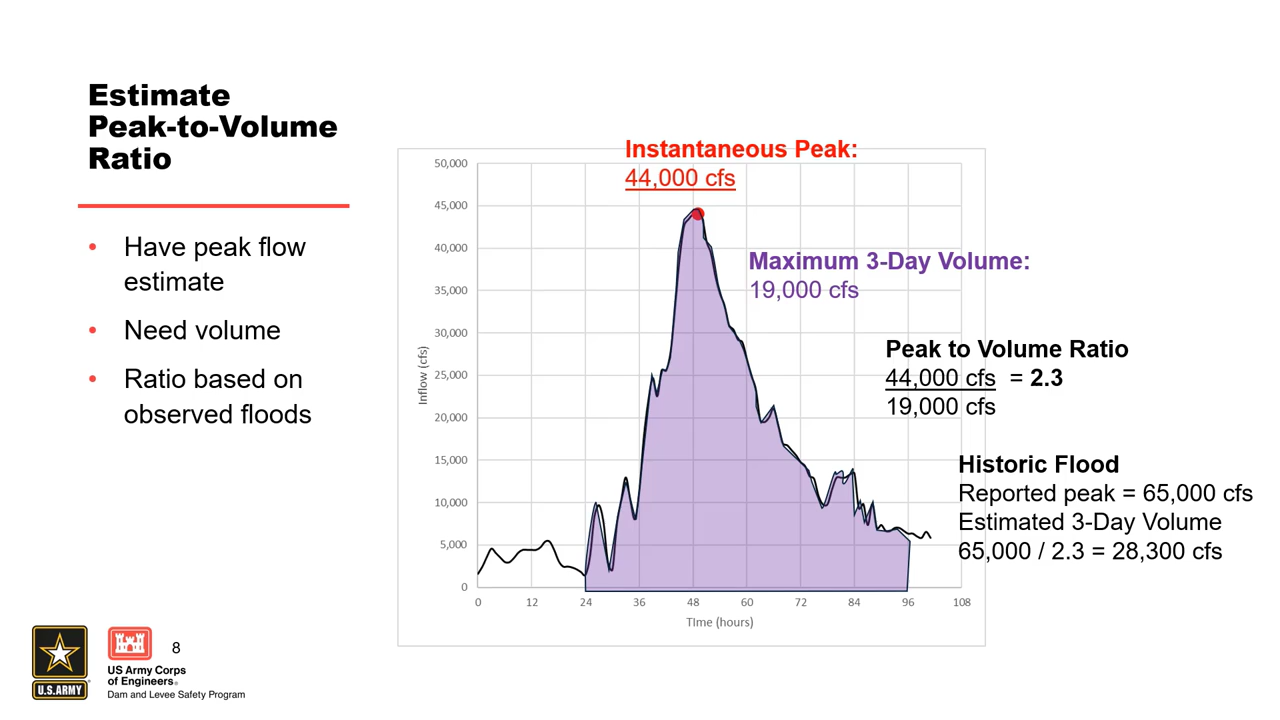 Estimate
Peak-to-Volume
Ratio
• Have peak flow
estimate
• Need volume
• Ratio based on
observed floods
Instantaneous Peak:
44,000 cfs
Maximum 3-Day Volume:
19,000 cfs
Peak to Volume Ratio
44,000 cfs = 2.3
19,000 cfs
Historic Flood
Reported peak = 65,000 cfs
Estimated 3-Day Volume
65,000 / 2.3 = 28,300 cfs
50,000
45,000
40,000
35,000
30,000
25,000
20,000
15,000
10,000
5,000
0
Inflow (cfs)
0 12 24 36 48 60 72 84 96 108
TIme (hours)
U.S.ARMY
US Army Corps
of Engineers®
Dam and Levee Safety Program
8